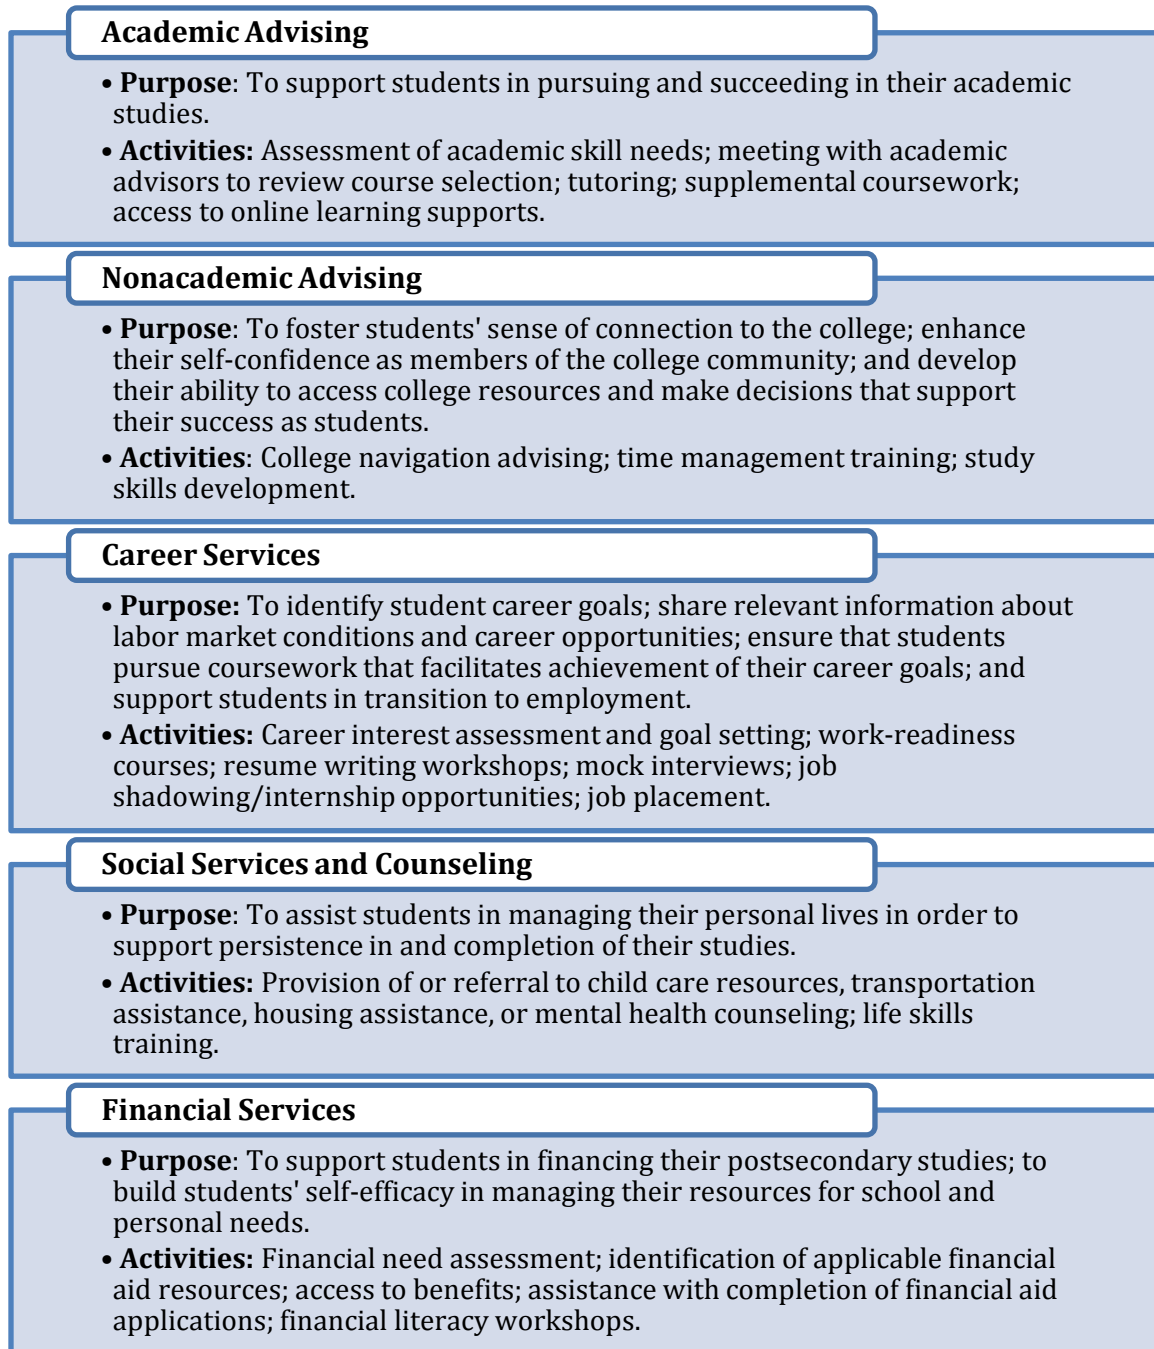 Academic Advising
• Purpose: To support students in pursuing and succeeding in their academic
studies.
• Activities: Assessment of academic skill needs; meeting with academic
advisors to review course selection; tutoring; supplemental coursework;
access to online learning supports.
Nonacademic Advising
• Purpose: To foster students' sense of connection to the college; enhance
their self-confidence as members of the college community; and develop
their ability to access college resources and make decisions that support
their success as students.
• Activities: College navigation advising; time management training; study
skills development.
Career Services
• Purpose: To identify student career goals; share relevant information about
labor market conditions and career opportunities; ensure that students
pursue coursework that facilitates achievement of their career goals; and
support students in transition to employment.
• Activities: Career interest assessment and goal setting; work-readiness
courses; resume writing workshops; mock interviews; job
shadowing/internship opportunities; job placement.
Social Services and Counseling
• Purpose: To assist students in managing their personal lives in order to
support persistence in and completion of their studies.
• Activities: Provision of or referral to child care resources, transportation
assistance, housing assistance, or mental health counseling; life skills
training.
Financial Services
• Purpose: To support students in financing their postsecondary studies; to
build students' self-efficacy in managing their resources for school and
personal needs.
• Activities: Financial need assessment; identification of applicable financial
aid resources; access to benefits; assistance with completion of financial aid
applications; financial literacy workshops.